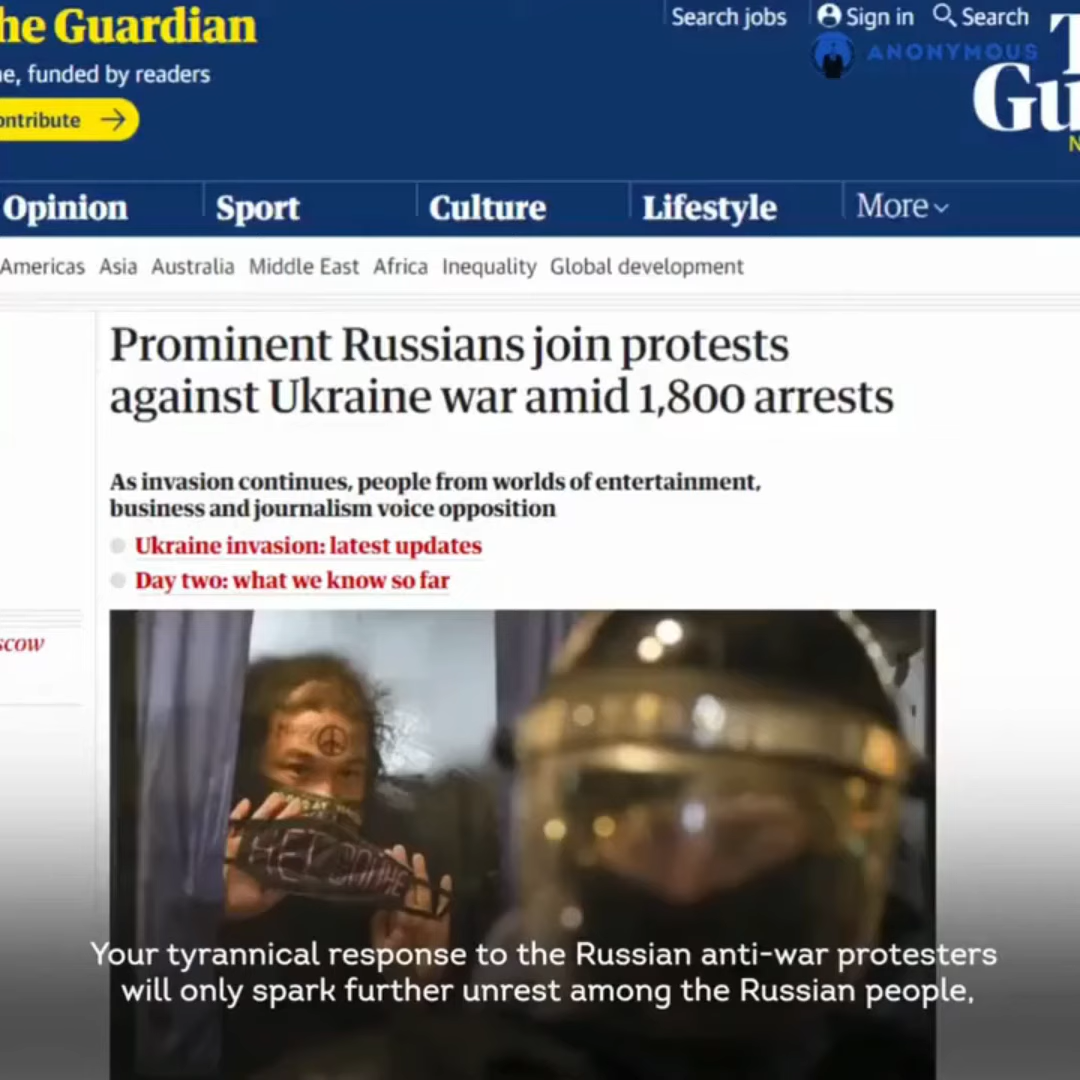 he Guardian
Search jobs
Sign in
Search
ANONYMOUS
e, funded by readers
ontribute
Gu
Opinion
Sport
Culture
Lifestyle
More
Americas Asia Australia Middle East Africa Inequality Global development
Prominent Russians join protests
against Ukraine war amid 1,800 arrests
As invasion continues, people from worlds of entertainment,
business and journalism voice opposition
Ukraine invasion: latest updates
Day two: what we know so far
scow
НЕТ ВОЙНЕ
Your tyrannical response to the Russian anti-war protesters
will only spark further unrest among the Russian people,